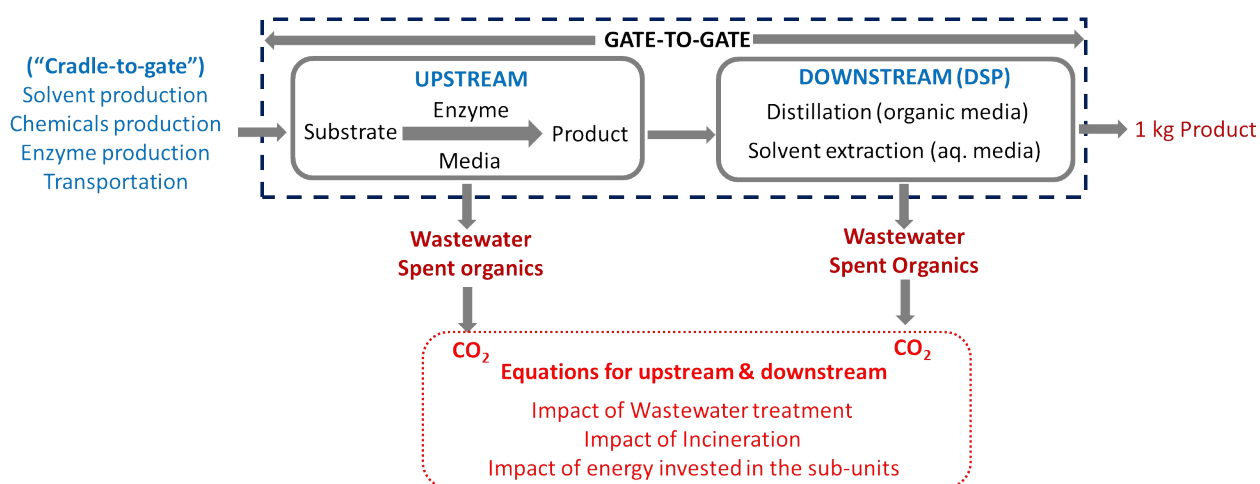 GATE-TO-GATE
(“Cradle-to-gate”)
Solvent production
Chemicals production
Enzyme production
Transportation
UPSTREAM
Enzyme
Substrate
Product
Media
DOWNSTREAM (DSP)
Distillation (organic media)
Solvent extraction (aq. media)
1 kg Product
Wastewater
Spent organics
Wastewater
Spent Organics
CO2
CO2
Equations for upstream & downstream
Impact of Wastewater treatment
Impact of Incineration
Impact of energy invested in the sub-units